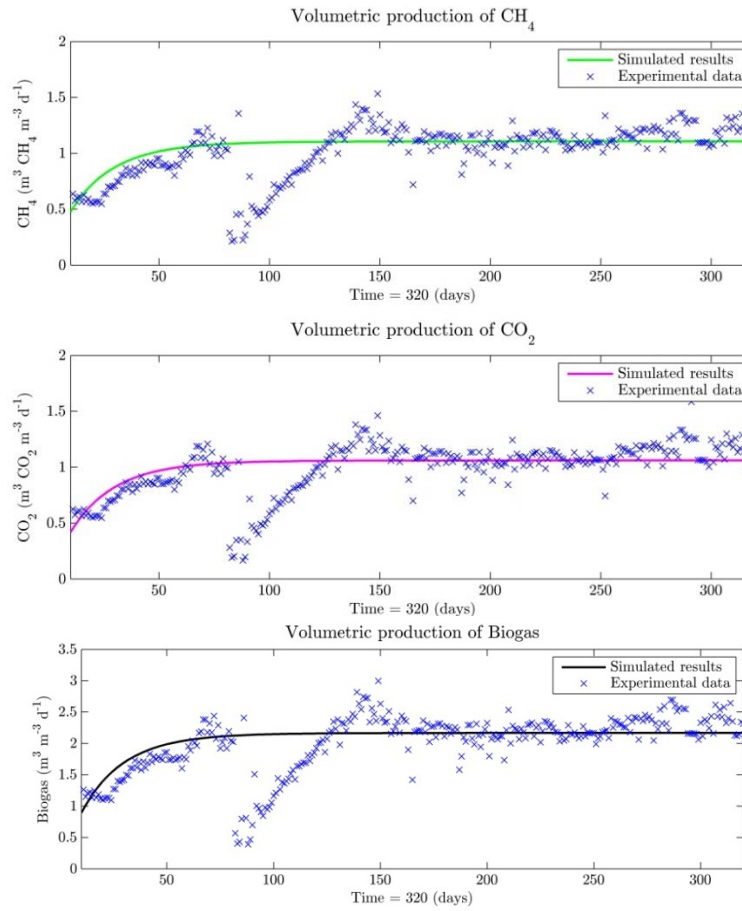 Volumetric production of CH4
2
1.5
1
0.5
0
CH4 (m3 CH4 m-3 d-1)
Simulated results
Experimental data
50 100 150 200 250 300
Time = 320 (days)
Volumetric production of CO2
2
1.5
1
0.5
0
CO2 (m3 CO2 m-3 d-1)
Simulated results
Experimental data
50 100 150 200 250 300
Time = 320 (days)
Volumetric production of Biogas
3.5
3
2.5
2
1.5
1
0.5
0
Biogas (m3 m-3 d-1)
Simulated results
Experimental data
50 100 150 200 250 300
Time = 320 (days)